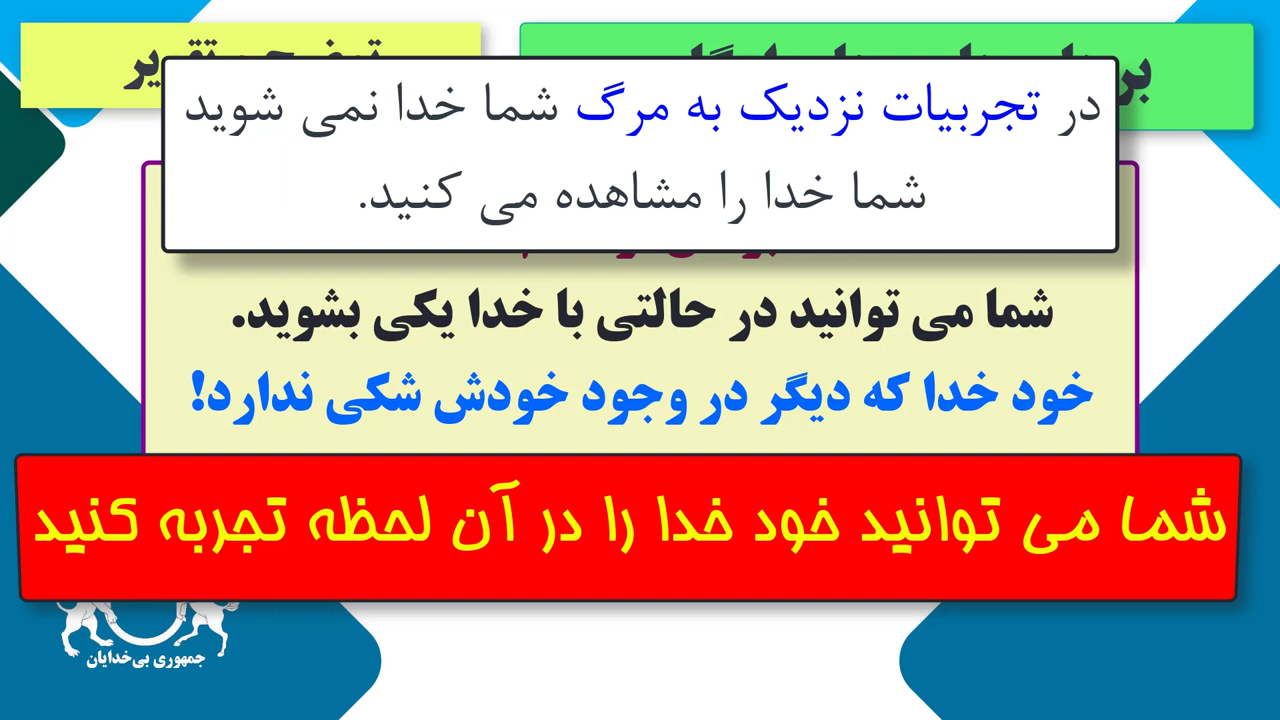 در تجربیات نزدیک به مرگ شما خدا نمی شوید
شما خدا را مشاهده می کنید.
شما می توانید در حالتی با خدا یکی بشوید.
خود خدا که دیگر در وجود خودش شکی ندارد!
شما می توانید خود خدا را در آن لحظه تجربه کنید
جمهوری بی‌خدایان